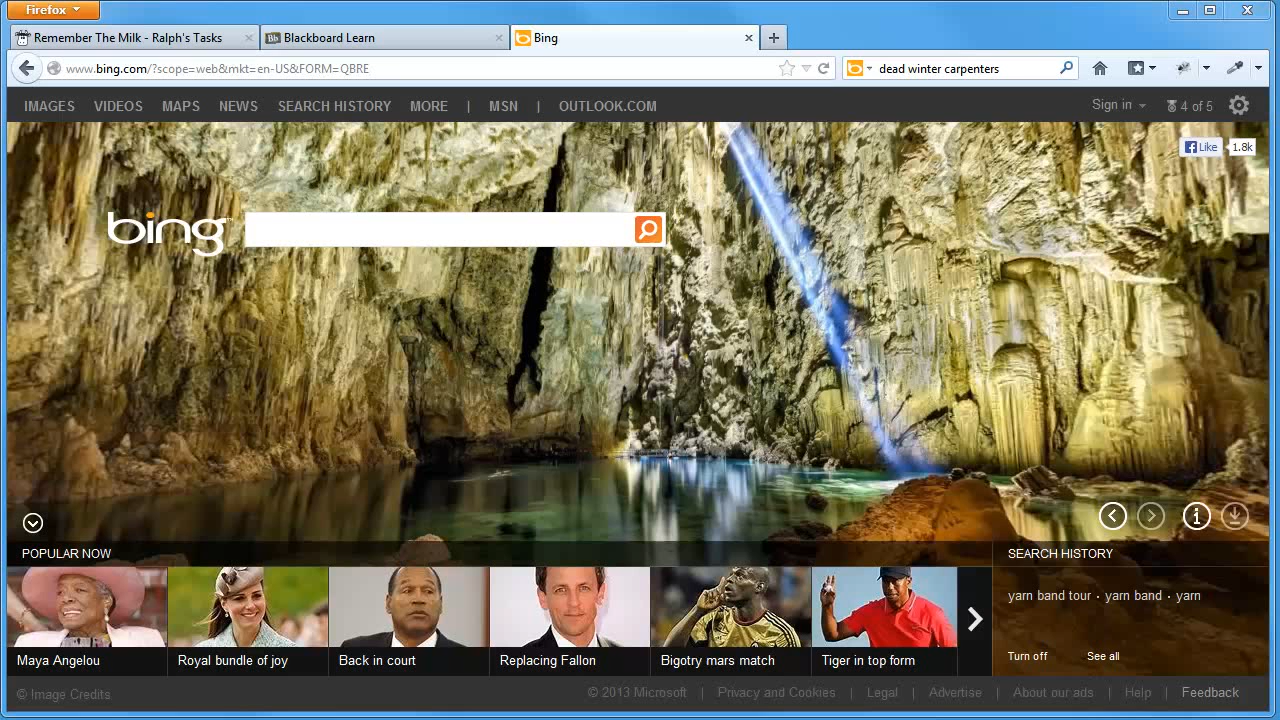 Firefox
Remember The Milk - Ralph's Tasks
Bb Blackboard Learn
Bing
www.bing.com/?scope=web&mkt=en-US&FORM=QBRE
dead winter carpenters
IMAGES VIDEOS MAPS NEWS SEARCH HISTORY MORE | MSN | OUTLOOK.COM
Sign in 4 of 5
Like 1.8k
bing™
POPULAR NOW
SEARCH HISTORY
yarn band tour · yarn band · yarn
Maya Angelou
Royal bundle of joy
Back in court
Replacing Fallon
Bigotry mars match
Tiger in top form
Turn off See all
© Image Credits
© 2013 Microsoft | Privacy and Cookies | Legal | Advertise | About our ads | Help | Feedback